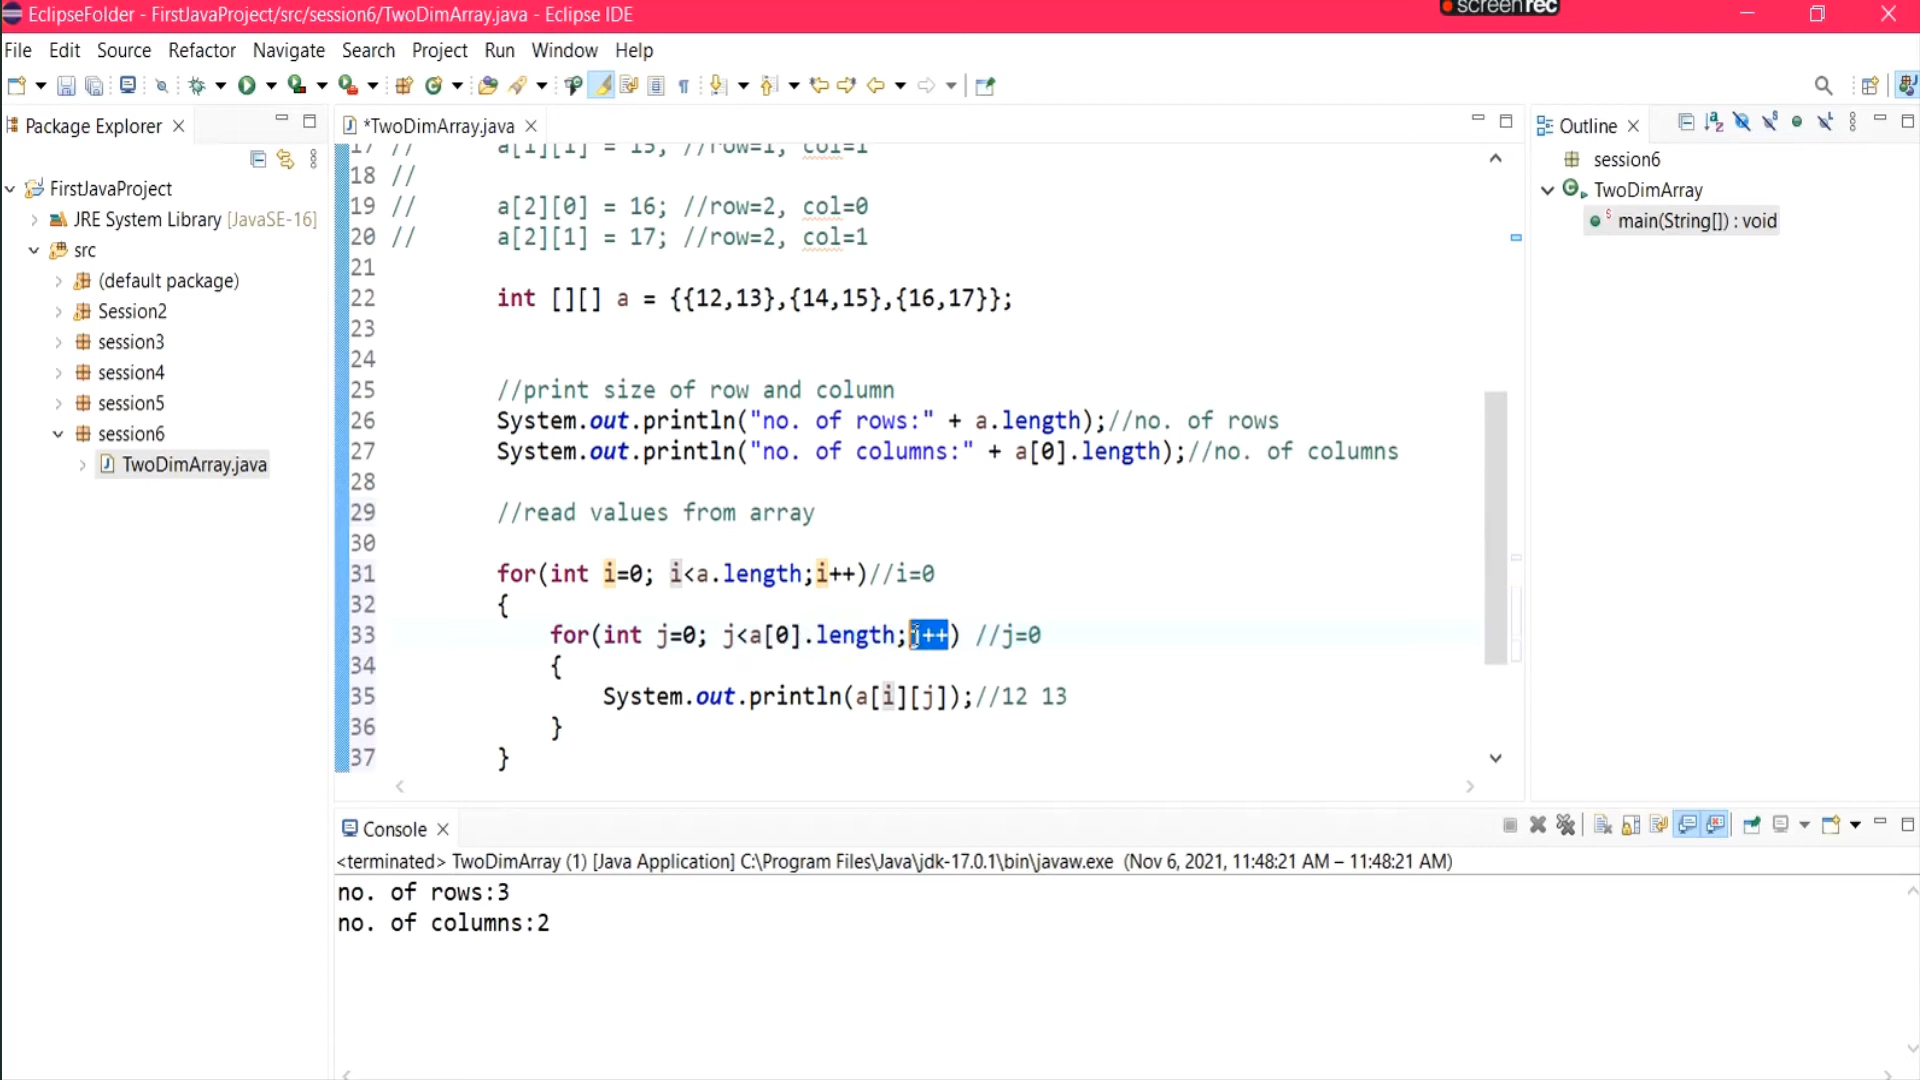 EclipseFolder - FirstJavaProject/src/session6/TwoDimArray.java - Eclipse IDE
screenrec
File Edit Source Refactor Navigate Search Project Run Window Help
Package Explorer
*TwoDimArray.java
Outline
FirstJavaProject
JRE System Library [JavaSE-16]
src
(default package)
Session2
session3
session4
session5
session6
TwoDimArray.java
17 // a[1][1] = 15; //row=1, col=1
18 //
19 // a[2][0] = 16; //row=2, col=0
20 // a[2][1] = 17; //row=2, col=1
21
22 int [][] a = {{12,13},{14,15},{16,17}};
23
24
25 //print size of row and column
26 System.out.println("no. of rows:" + a.length);//no. of rows
27 System.out.println("no. of columns:" + a[0].length);//no. of columns
28
29 //read values from array
30
31 for(int i=0; i<a.length;i++)//i=0
32 {
33 for(int j=0; j<a[0].length;j++) //j=0
34 {
35 System.out.println(a[i][j]);//12 13
36 }
37 }
session6
TwoDimArray
main(String[]) : void
Console
<terminated> TwoDimArray (1) [Java Application] C:\Program Files\Java\jdk-17.0.1\bin\javaw.exe (Nov 6, 2021, 11:48:21 AM – 11:48:21 AM)
no. of rows:3
no. of columns:2